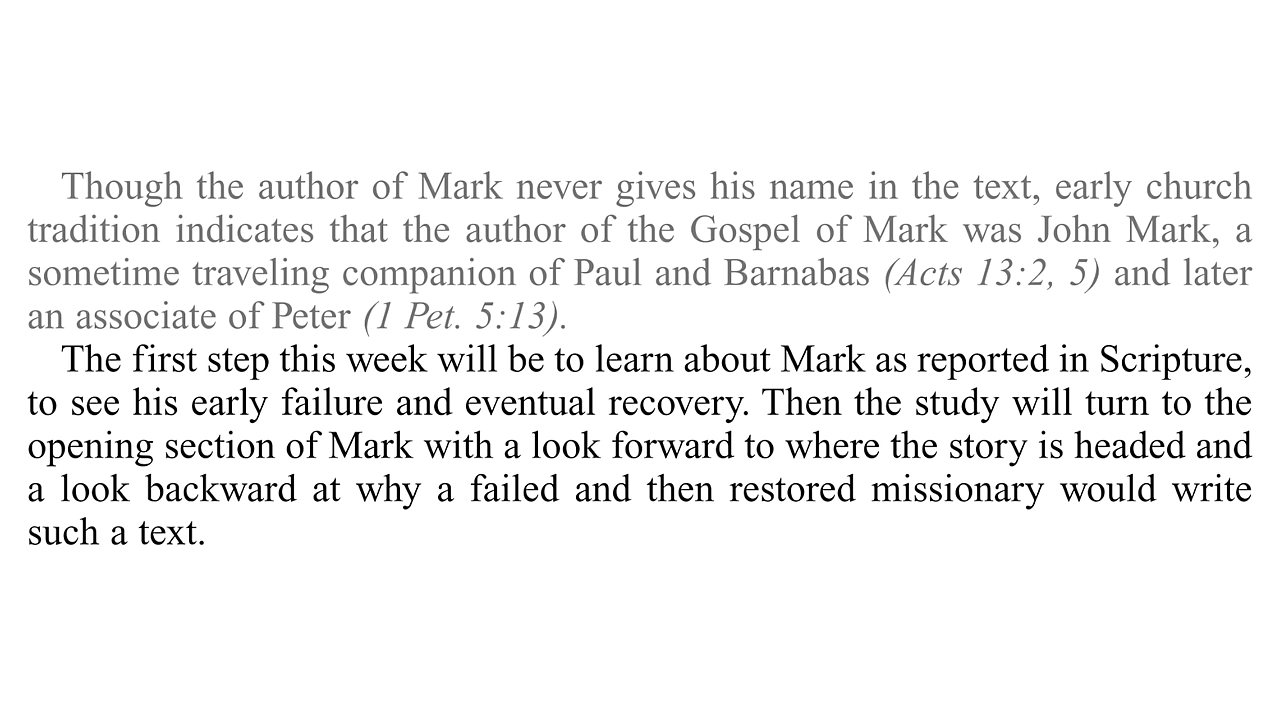 Though the author of Mark never gives his name in the text, early church
tradition indicates that the author of the Gospel of Mark was John Mark, a
sometime traveling companion of Paul and Barnabas (Acts 13:2, 5) and later
an associate of Peter (1 Pet. 5:13).
The first step this week will be to learn about Mark as reported in Scripture,
to see his early failure and eventual recovery. Then the study will turn to the
opening section of Mark with a look forward to where the story is headed and
a look backward at why a failed and then restored missionary would write
such a text.